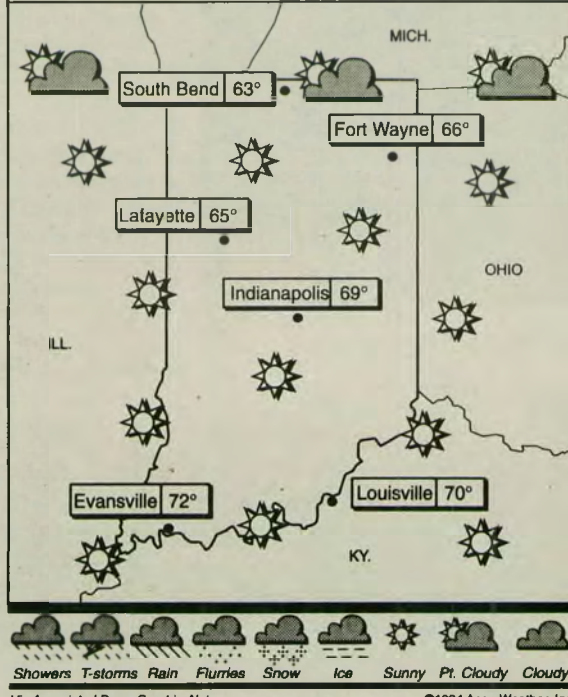 MICH.
South Bend 63°
Fort Wayne 66°
Lafayette 65°
OHIO
Indianapolis 69°
ILL.
Evansville 72°
Louisville 70°
KY.
Showers T-storms Rain Flurries Snow Ice Sunny Pt. Cloudy Cloudy